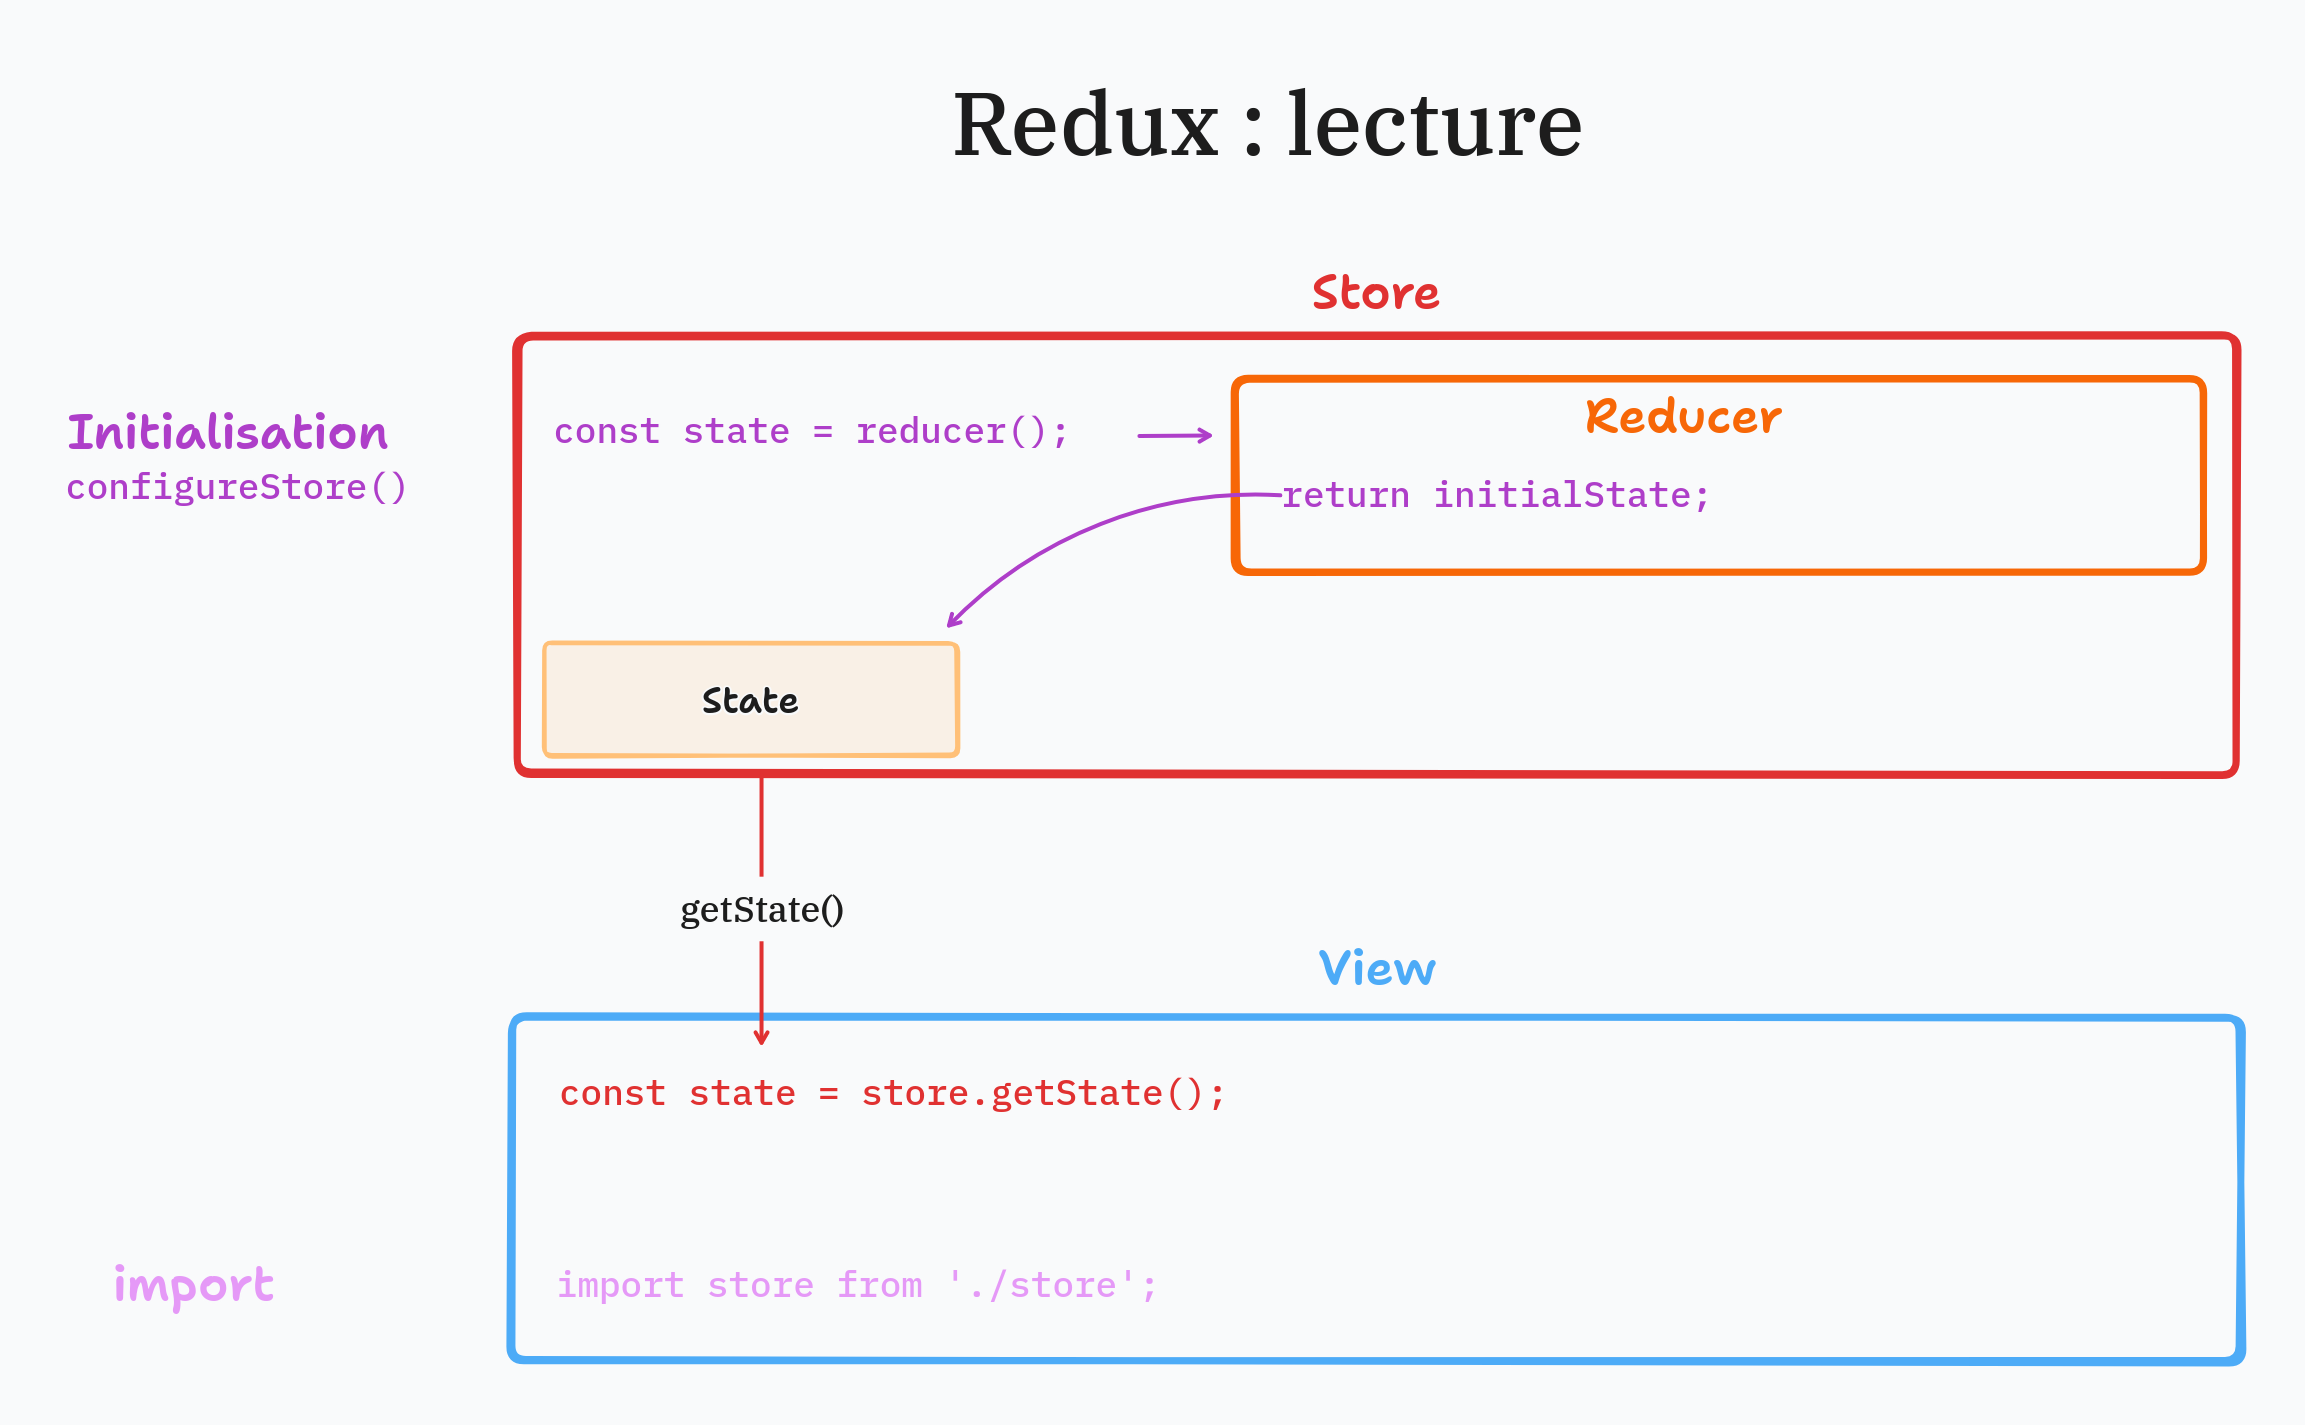 Redux : lecture
Store
Initialisation
configureStore()
const state = reducer();
Reducer
return initialState;
State
getState()
View
const state = store.getState();
import
import store from './store';